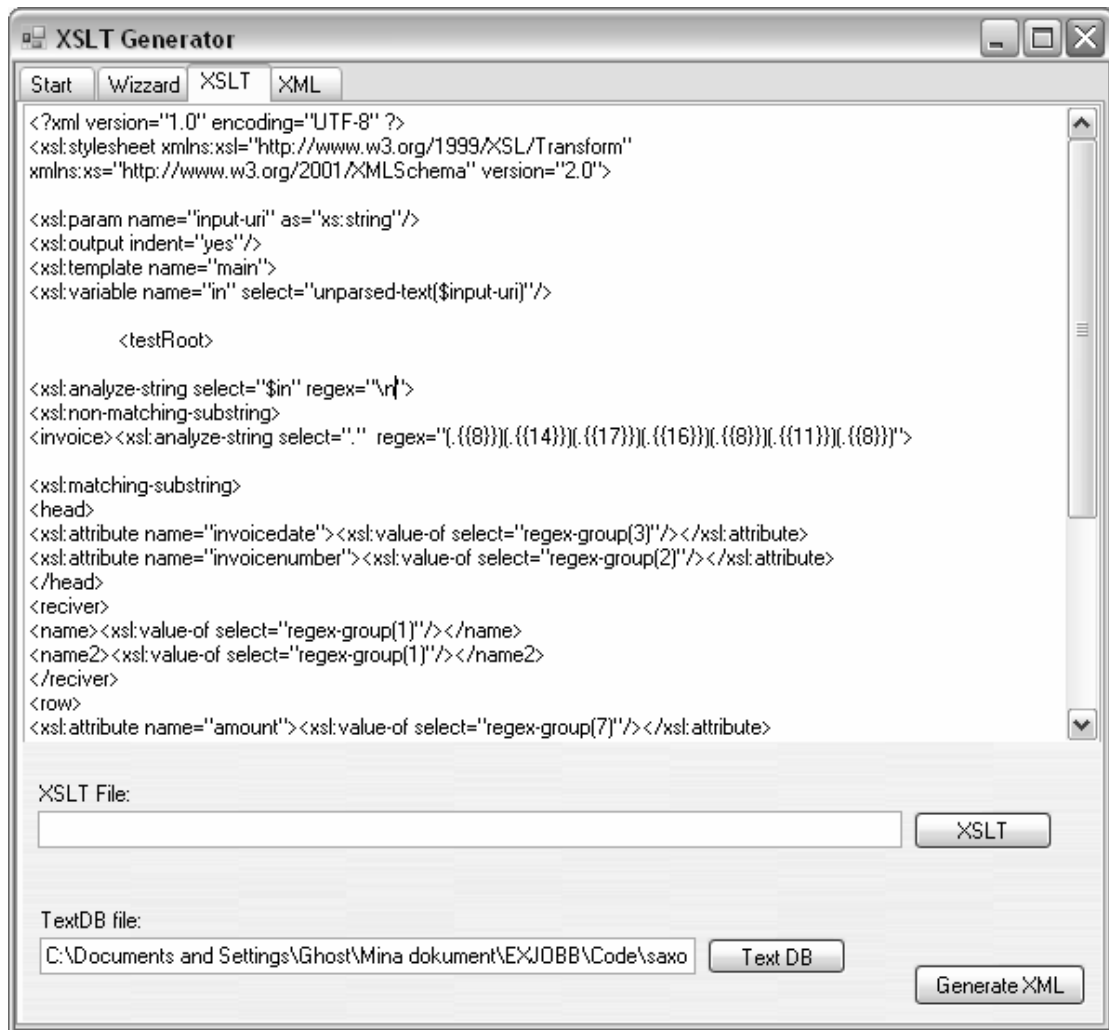 XSLT Generator
Start Wizzard XSLT XML
<?xml version="1.0" encoding="UTF-8" ?>
<xsl:stylesheet xmlns:xsl="http://www.w3.org/1999/XSL/Transform"
xmlns:xs="http://www.w3.org/2001/XMLSchema" version="2.0">
<xsl:param name="input-uri" as="xs:string"/>
<xsl:output indent="yes"/>
<xsl:template name="main">
<xsl:variable name="in" select="unparsed-text($input-uri)"/>
<testRoot>
<xsl:analyze-string select="$in" regex="\n">
<xsl:non-matching-substring>
<invoice><xsl:analyze-string select="."  regex="(.{{8}})(.{{14}})(.{{17}})(.{{16}})(.{{8}})(.{{11}})(.{{8}})">
<xsl:matching-substring>
<head>
<xsl:attribute name="invoicedate"><xsl:value-of select="regex-group(3)"/></xsl:attribute>
<xsl:attribute name="invoicenumber"><xsl:value-of select="regex-group(2)"/></xsl:attribute>
</head>
<reciver>
<name><xsl:value-of select="regex-group(1)"/></name>
<name2><xsl:value-of select="regex-group(1)"/></name2>
</reciver>
<row>
<xsl:attribute name="amount"><xsl:value-of select="regex-group(7)"/></xsl:attribute>
XSLT File:
XSLT
TextDB file:
C:\Documents and Settings\Ghost\Mina dokument\EXJOBB\Code\saxo
Text DB
Generate XML